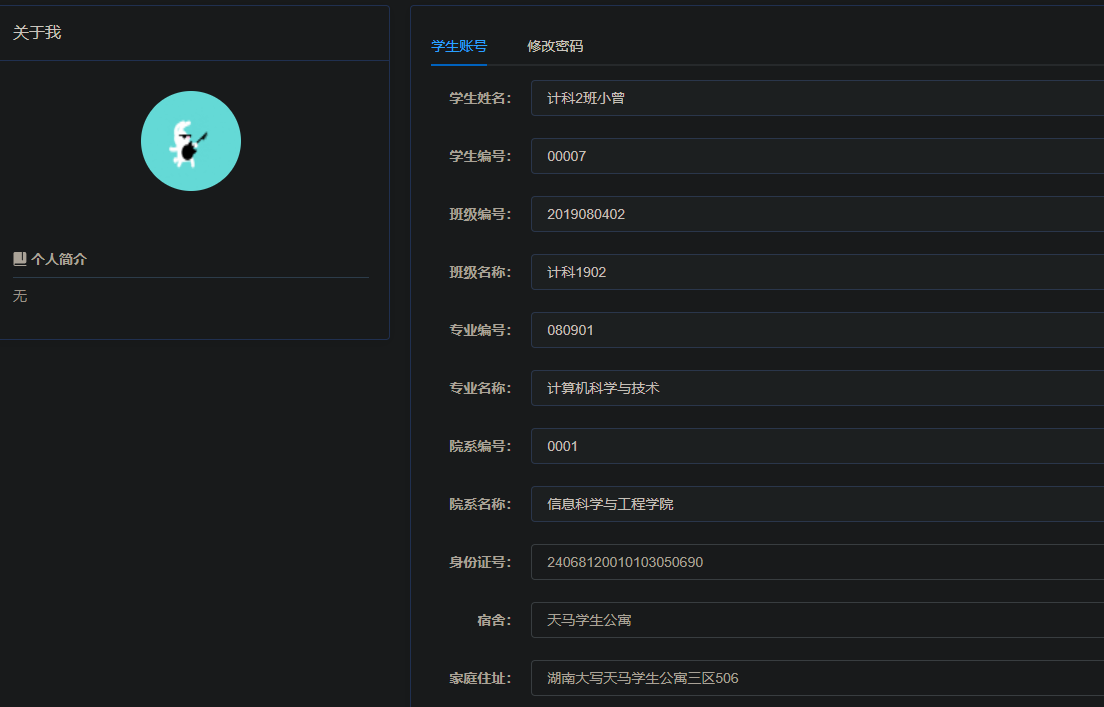 关于我
个人简介
无
学生账号 修改密码
学生姓名： 计科2班小曾
学生编号： 00007
班级编号： 2019080402
班级名称： 计科1902
专业编号： 080901
专业名称： 计算机科学与技术
院系编号： 0001
院系名称： 信息科学与工程学院
身份证号： 24068120010103050690
宿舍： 天马学生公寓
家庭住址： 湖南大写天马学生公寓三区506